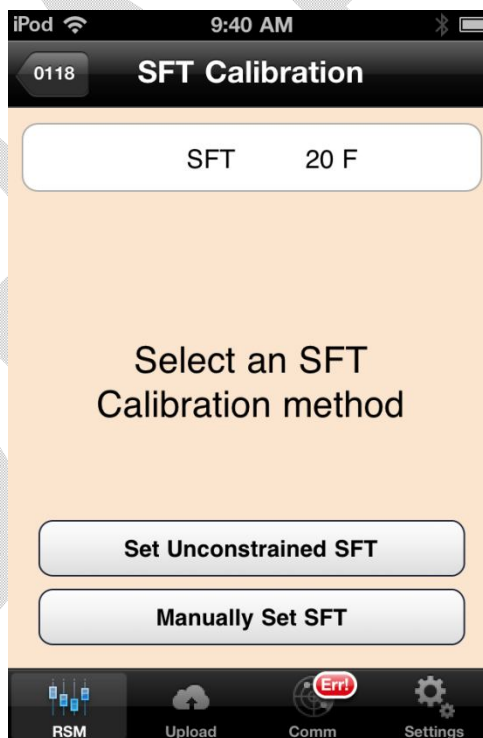 iPod 9:40 AM
0118 SFT Calibration
SFT 20 F
Select an SFT
Calibration method
Set Unconstrained SFT
Manually Set SFT
Err!
RSM Upload Comm Settings